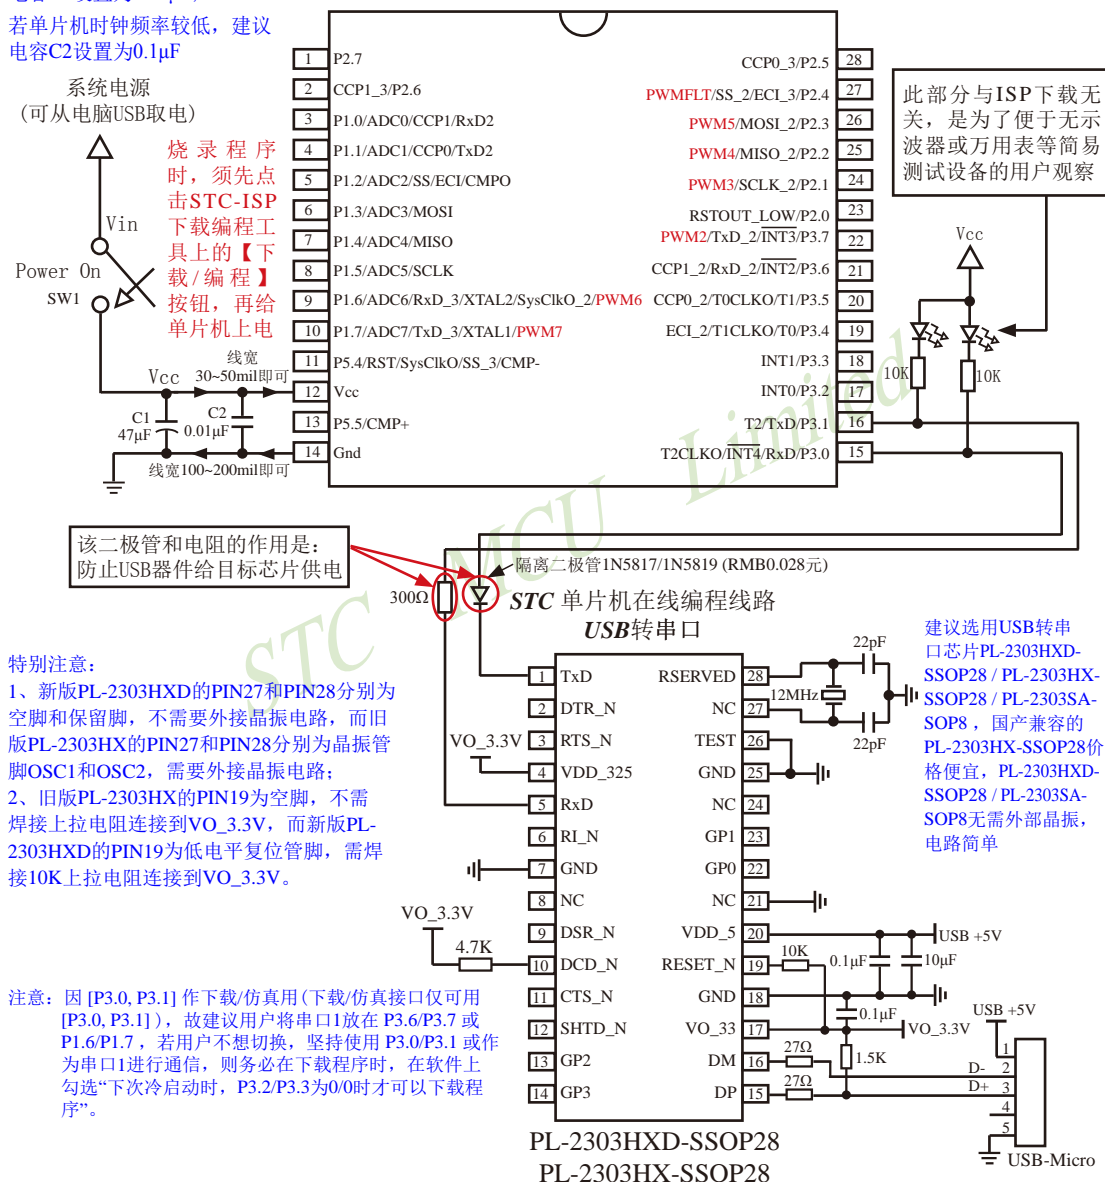 若单片机时钟频率较低，建议
电容C2设置为0.1μF
系统电源
(可从电脑USB取电)
烧录程序
时，须先点
击STC-ISP
下载编程工
具上的【下
载/编程】
按钮，再给
单片机上电
Vin
Power On
SW1
Vcc
线宽
30~50mil即可
C1
47μF
C2
0.01μF
线宽100~200mil即可
1 P2.7
2 CCP1_3/P2.6
3 P1.0/ADC0/CCP1/RxD2
4 P1.1/ADC1/CCP0/TxD2
5 P1.2/ADC2/SS/ECI/CMPO
6 P1.3/ADC3/MOSI
7 P1.4/ADC4/MISO
8 P1.5/ADC5/SCLK
9 P1.6/ADC6/RxD_3/XTAL2/SysClkO_2/PWM6
10 P1.7/ADC7/TxD_3/XTAL1/PWM7
11 P5.4/RST/SysClkO/SS_3/CMP-
12 Vcc
13 P5.5/CMP+
14 Gnd
CCP0_3/P2.5 28
PWMFLT/SS_2/ECI_3/P2.4 27
PWM5/MOSI_2/P2.3 26
PWM4/MISO_2/P2.2 25
PWM3/SCLK_2/P2.1 24
RSTOUT_LOW/P2.0 23
PWM2/TxD_2/INT3/P3.7 22
CCP1_2/RxD_2/INT2/P3.6 21
CCP0_2/T0CLKO/T1/P3.5 20
ECI_2/T1CLKO/T0/P3.4 19
INT1/P3.3 18
INT0/P3.2 17
T2/TxD/P3.1 16
T2CLKO/INT4/RxD/P3.0 15
此部分与ISP下载无
关，是为了便于无示
波器或万用表等简易
测试设备的用户观察
Vcc
10K
10K
STC MCU Limited
该二极管和电阻的作用是：
防止USB器件给目标芯片供电
300Ω
隔离二极管1N5817/1N5819 (RMB0.028元)
STC 单片机在线编程线路
USB转串口
特别注意：
1、新版PL-2303HXD的PIN27和PIN28分别为
空脚和保留脚，不需要外接晶振电路，而旧
版PL-2303HX的PIN27和PIN28分别为晶振管
脚OSC1和OSC2，需要外接晶振电路；
2、旧版PL-2303HX的PIN19为空脚，不需
焊接上拉电阻连接到VO_3.3V，而新版PL-
2303HXD的PIN19为低电平复位管脚，需焊
接10K上拉电阻连接到VO_3.3V。
VO_3.3V
VO_3.3V
4.7K
1 TxD
2 DTR_N
3 RTS_N
4 VDD_325
5 RxD
6 RI_N
7 GND
8 NC
9 DSR_N
10 DCD_N
11 CTS_N
12 SHTD_N
13 GP2
14 GP3
RSERVED 28
NC 27
TEST 26
GND 25
NC 24
GP1 23
GP0 22
NC 21
VDD_5 20
RESET_N 19
GND 18
VO_33 17
DM 16
DP 15
22pF
12MHz
22pF
建议选用USB转串
口芯片PL-2303HXD-
SSOP28 / PL-2303HX-
SSOP28 / PL-2303SA-
SOP8 ，国产兼容的
PL-2303HX-SSOP28价
格便宜，PL-2303HXD-
SSOP28 / PL-2303SA-
SOP8无需外部晶振，
电路简单
USB +5V
10K
0.1μF
10μF
0.1μF
VO_3.3V
1.5K
27Ω
27Ω
D-
D+
USB +5V
1
2
3
4
5
USB-Micro
注意：因 [P3.0, P3.1] 作下载/仿真用(下载/仿真接口仅可用
[P3.0, P3.1] )，故建议用户将串口1放在 P3.6/P3.7 或
P1.6/P1.7 ，若用户不想切换，坚持使用 P3.0/P3.1 或作
为串口1进行通信，则务必在下载程序时，在软件上
勾选“下次冷启动时，P3.2/P3.3为0/0时才可以下载程
序”。
PL-2303HXD-SSOP28
PL-2303HX-SSOP28